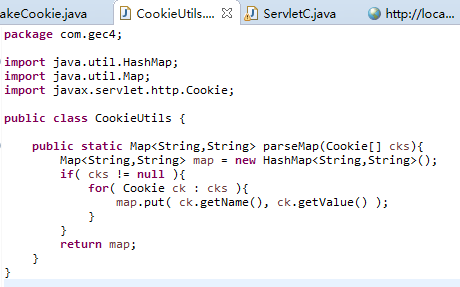 akeCookie.java
CookieUtils....
ServletC.java
http://loca...
package com.gec4;
import java.util.HashMap;
import java.util.Map;
import javax.servlet.http.Cookie;
public class CookieUtils {
public static Map<String,String> parseMap(Cookie[] cks){
Map<String,String> map = new HashMap<String,String>();
if( cks != null ){
for( Cookie ck : cks ){
map.put( ck.getName(), ck.getValue() );
}
}
return map;
}
}